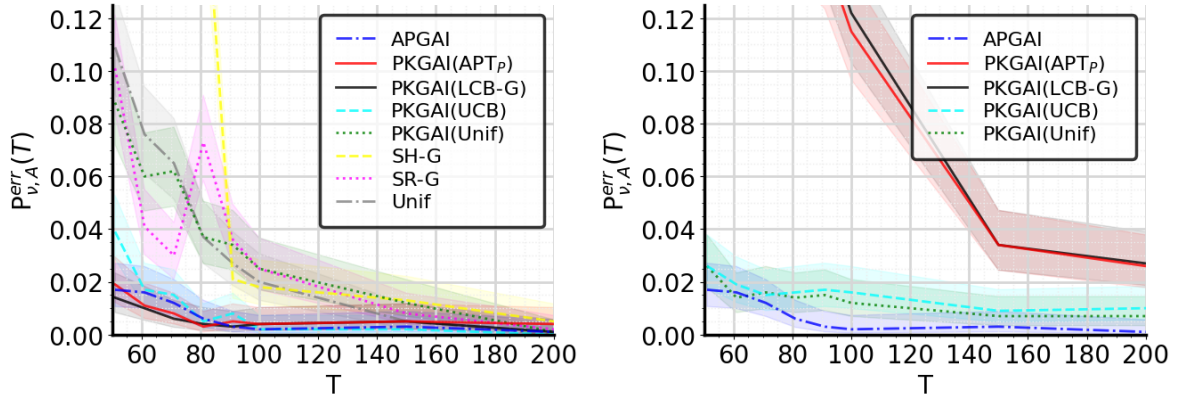 0.12
0.10
0.08
0.06
0.04
0.02
0.00
P^err_ν,A(T)
60 80 100 120 140 160 180 200
T
APGAI
PKGAI(APT_P)
PKGAI(LCB-G)
PKGAI(UCB)
PKGAI(Unif)
SH-G
SR-G
Unif
0.12
0.10
0.08
0.06
0.04
0.02
0.00
P^err_ν,A(T)
60 80 100 120 140 160 180 200
T
APGAI
PKGAI(APT_P)
PKGAI(LCB-G)
PKGAI(UCB)
PKGAI(Unif)